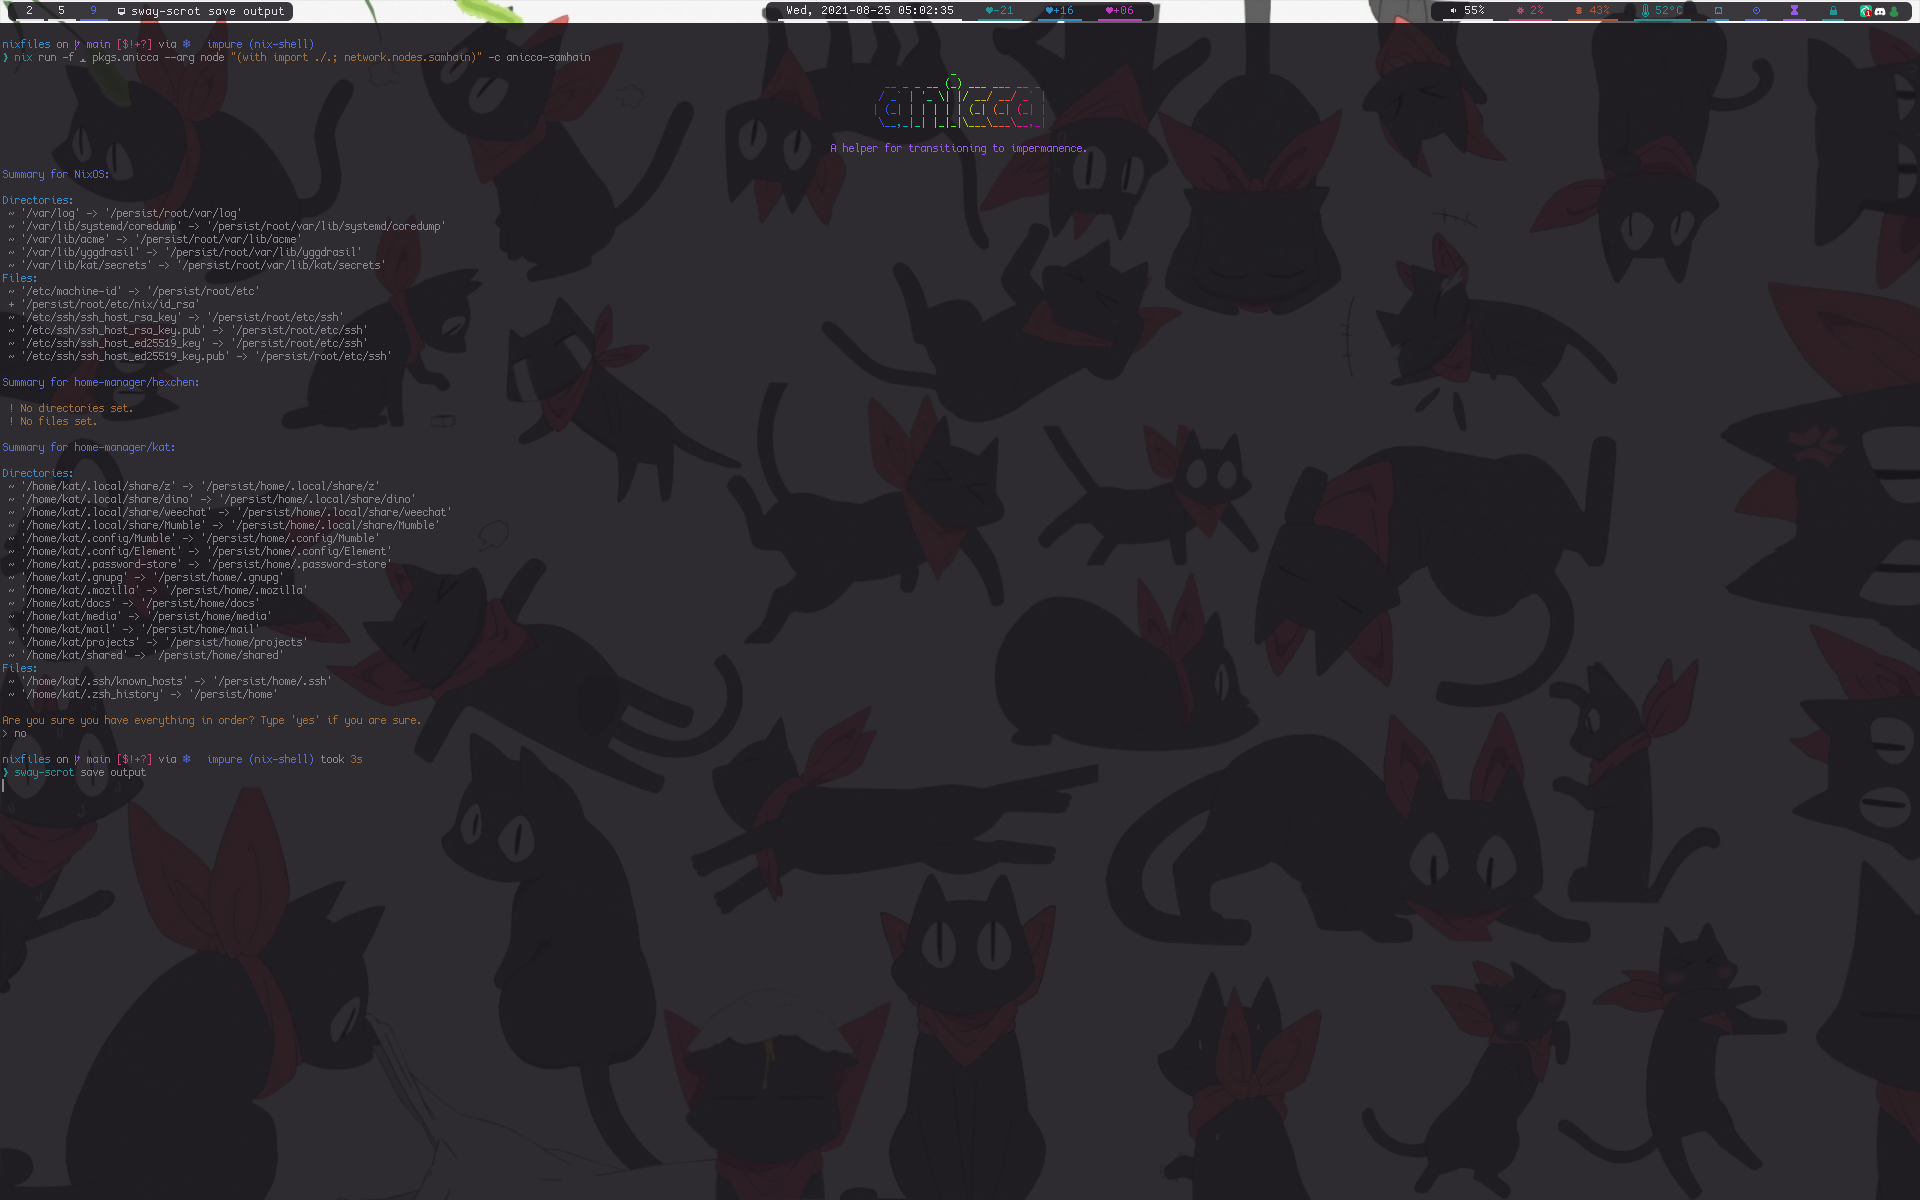 2 5 9 sway-scrot save output
Wed, 2021-08-25 05:02:35 ♥-21 ♥+16 ♥+06
55% 2% 43% 52°C
nixfiles on main [$!+?] via ❄ impure (nix-shell)
❯ nix run -f . pkgs.anicca --arg node "(with import ./.; network.nodes.samhain)" -c anicca-samhain
anicca
A helper for transitioning to impermanence.
Summary for NixOS:
Directories:
~ '/var/log' -> '/persist/root/var/log'
~ '/var/lib/systemd/coredump' -> '/persist/root/var/lib/systemd/coredump'
~ '/var/lib/acme' -> '/persist/root/var/lib/acme'
~ '/var/lib/yggdrasil' -> '/persist/root/var/lib/yggdrasil'
~ '/var/lib/kat/secrets' -> '/persist/root/var/lib/kat/secrets'
Files:
~ '/etc/machine-id' -> '/persist/root/etc'
+ '/persist/root/etc/nix/id_rsa'
~ '/etc/ssh/ssh_host_rsa_key' -> '/persist/root/etc/ssh'
~ '/etc/ssh/ssh_host_rsa_key.pub' -> '/persist/root/etc/ssh'
~ '/etc/ssh/ssh_host_ed25519_key' -> '/persist/root/etc/ssh'
~ '/etc/ssh/ssh_host_ed25519_key.pub' -> '/persist/root/etc/ssh'
Summary for home-manager/hexchen:
! No directories set.
! No files set.
Summary for home-manager/kat:
Directories:
~ '/home/kat/.local/share/z' -> '/persist/home/.local/share/z'
~ '/home/kat/.local/share/dino' -> '/persist/home/.local/share/dino'
~ '/home/kat/.local/share/weechat' -> '/persist/home/.local/share/weechat'
~ '/home/kat/.local/share/Mumble' -> '/persist/home/.local/share/Mumble'
~ '/home/kat/.config/Mumble' -> '/persist/home/.config/Mumble'
~ '/home/kat/.config/Element' -> '/persist/home/.config/Element'
~ '/home/kat/.password-store' -> '/persist/home/.password-store'
~ '/home/kat/.gnupg' -> '/persist/home/.gnupg'
~ '/home/kat/.mozilla' -> '/persist/home/.mozilla'
~ '/home/kat/docs' -> '/persist/home/docs'
~ '/home/kat/media' -> '/persist/home/media'
~ '/home/kat/mail' -> '/persist/home/mail'
~ '/home/kat/projects' -> '/persist/home/projects'
~ '/home/kat/shared' -> '/persist/home/shared'
Files:
~ '/home/kat/.ssh/known_hosts' -> '/persist/home/.ssh'
~ '/home/kat/.zsh_history' -> '/persist/home'
Are you sure you have everything in order? Type 'yes' if you are sure.
> no
nixfiles on main [$!+?] via ❄ impure (nix-shell) took 3s
❯ sway-scrot save output